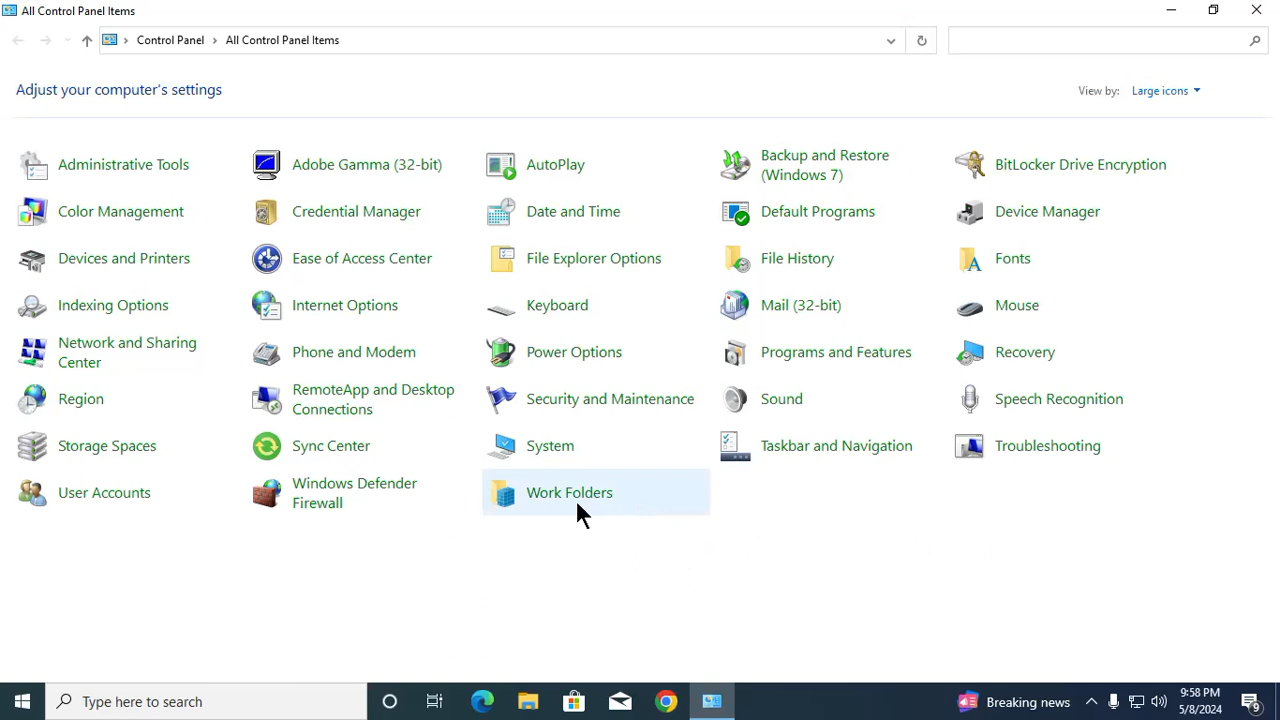 All Control Panel Items
Control Panel > All Control Panel Items
Adjust your computer's settings
View by: Large icons
Administrative Tools
Adobe Gamma (32-bit)
AutoPlay
Backup and Restore
(Windows 7)
BitLocker Drive Encryption
Color Management
Credential Manager
Date and Time
Default Programs
Device Manager
Devices and Printers
Ease of Access Center
File Explorer Options
File History
Fonts
Indexing Options
Internet Options
Keyboard
Mail (32-bit)
Mouse
Network and Sharing
Center
Phone and Modem
Power Options
Programs and Features
Recovery
Region
RemoteApp and Desktop
Connections
Security and Maintenance
Sound
Speech Recognition
Storage Spaces
Sync Center
System
Taskbar and Navigation
Troubleshooting
User Accounts
Windows Defender
Firewall
Work Folders
Type here to search
Breaking news
9:58 PM
5/8/2024
9